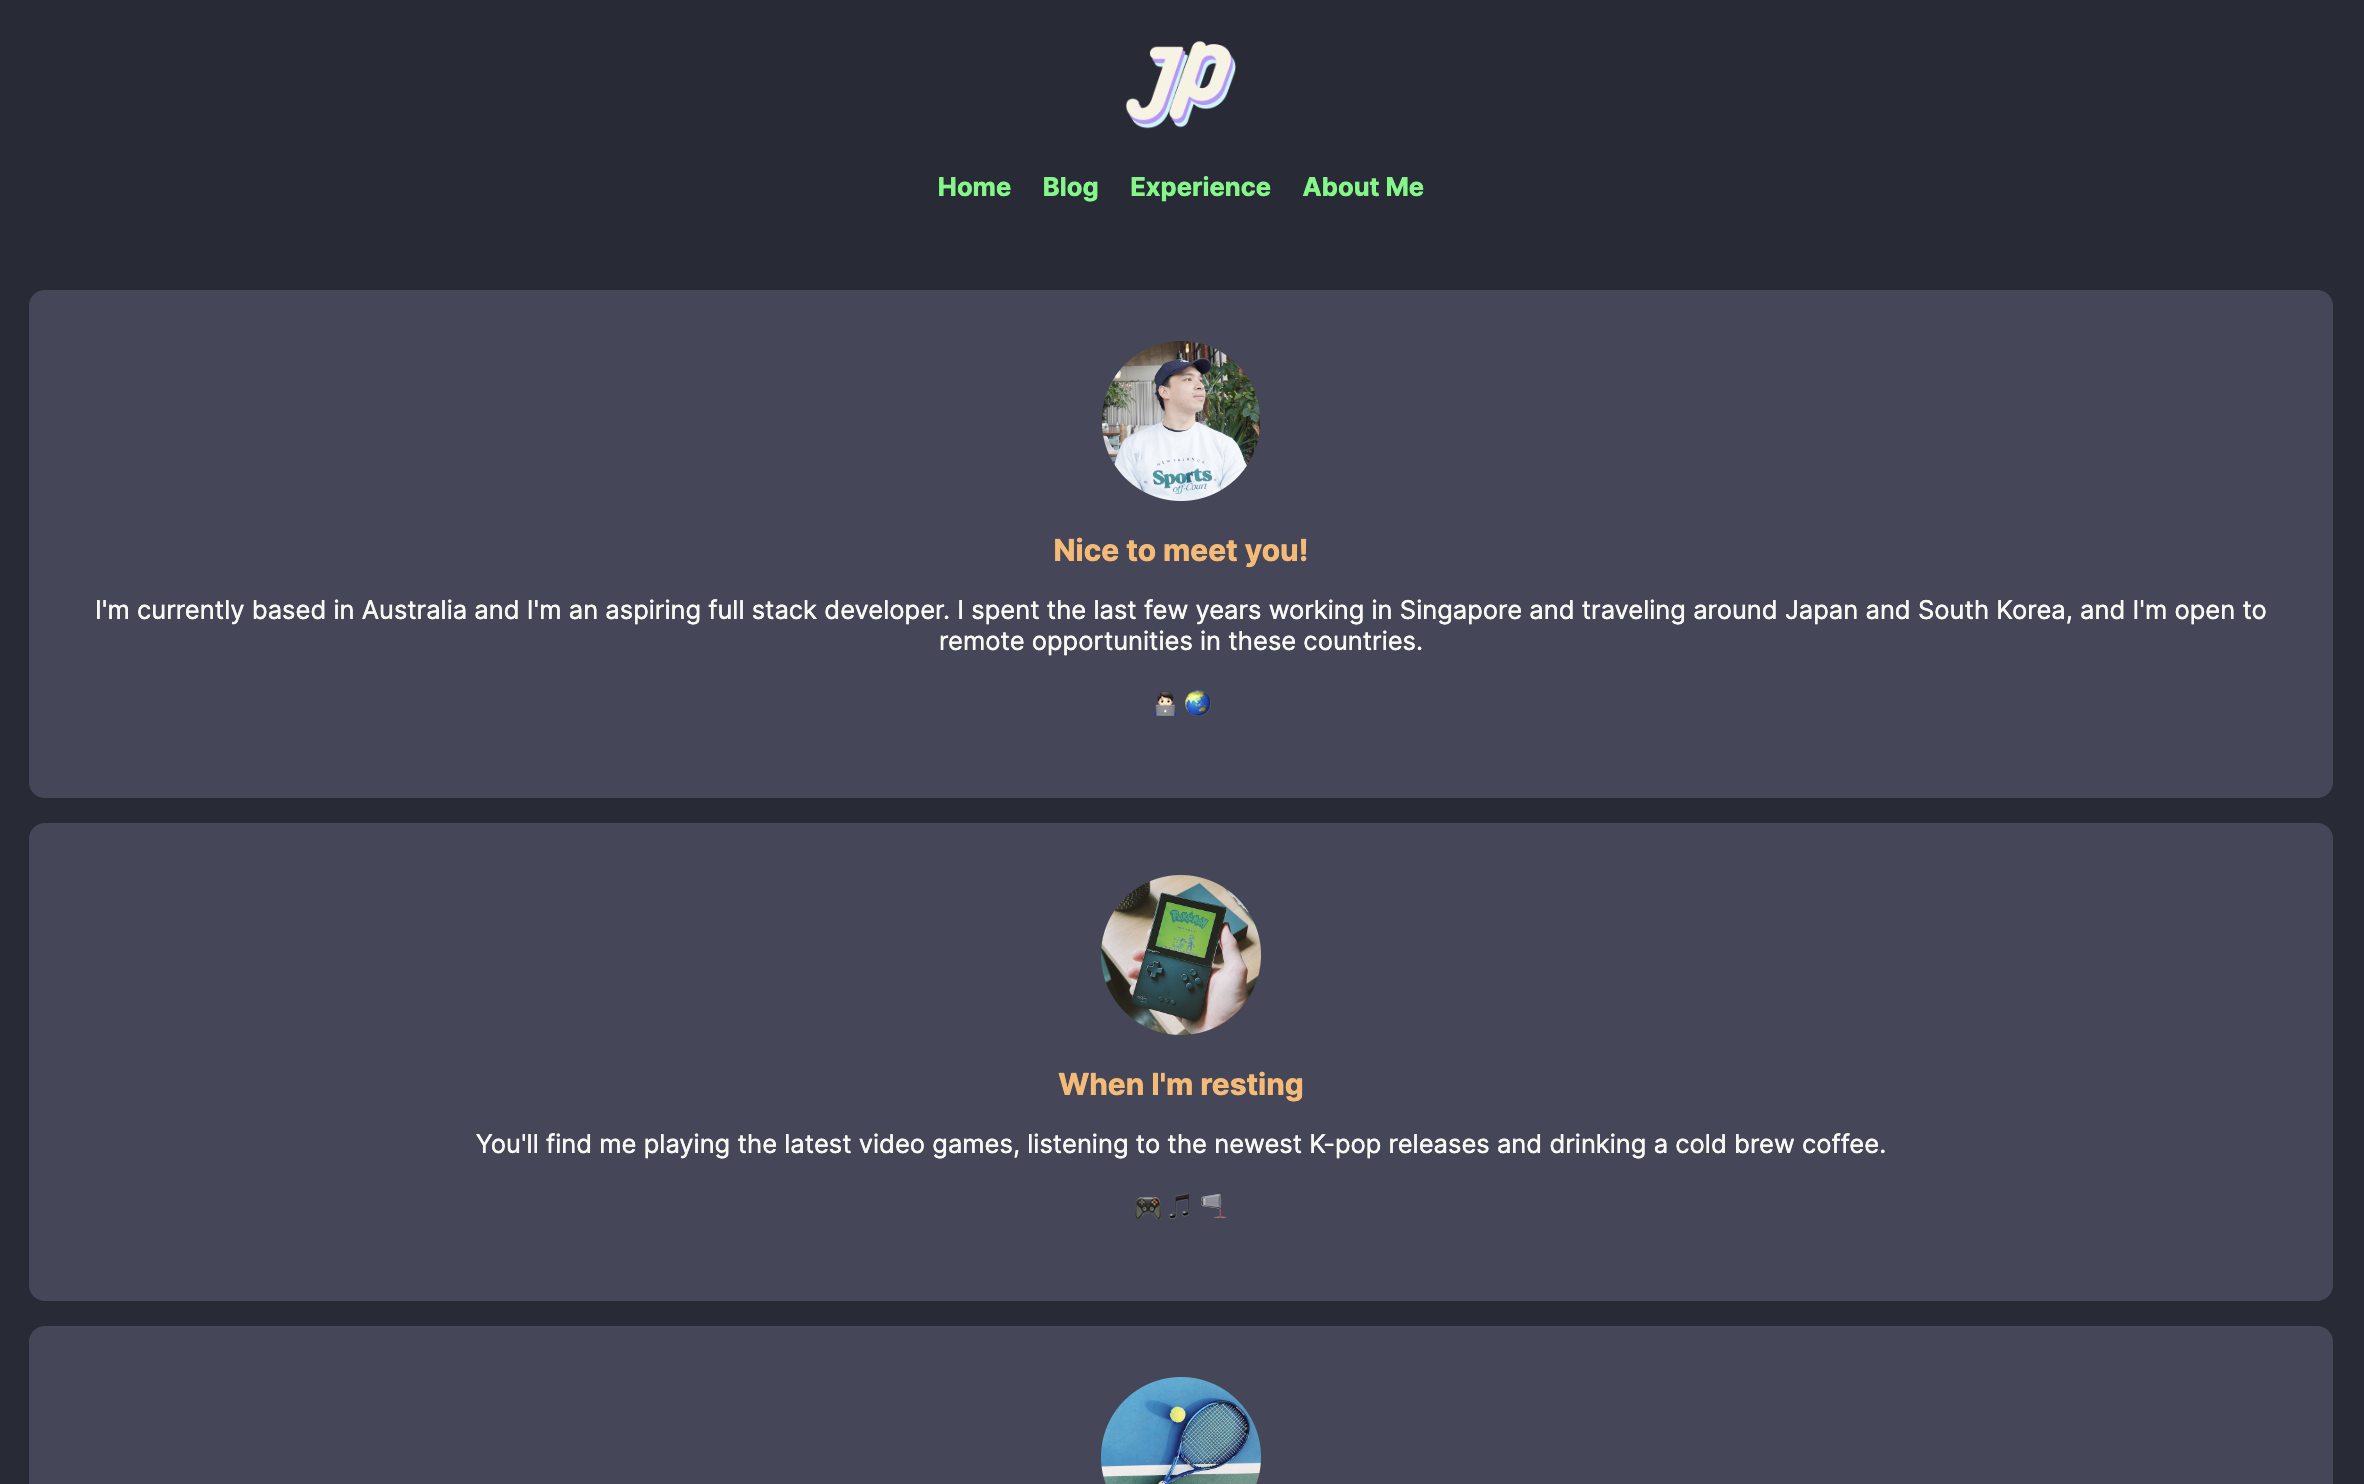 JP
Home Blog Experience About Me
Sports
off-Court
Nice to meet you!
I'm currently based in Australia and I'm an aspiring full stack developer. I spent the last few years working in Singapore and traveling around Japan and South Korea, and I'm open to
remote opportunities in these countries.
Pokémon
When I'm resting
You'll find me playing the latest video games, listening to the newest K-pop releases and drinking a cold brew coffee.